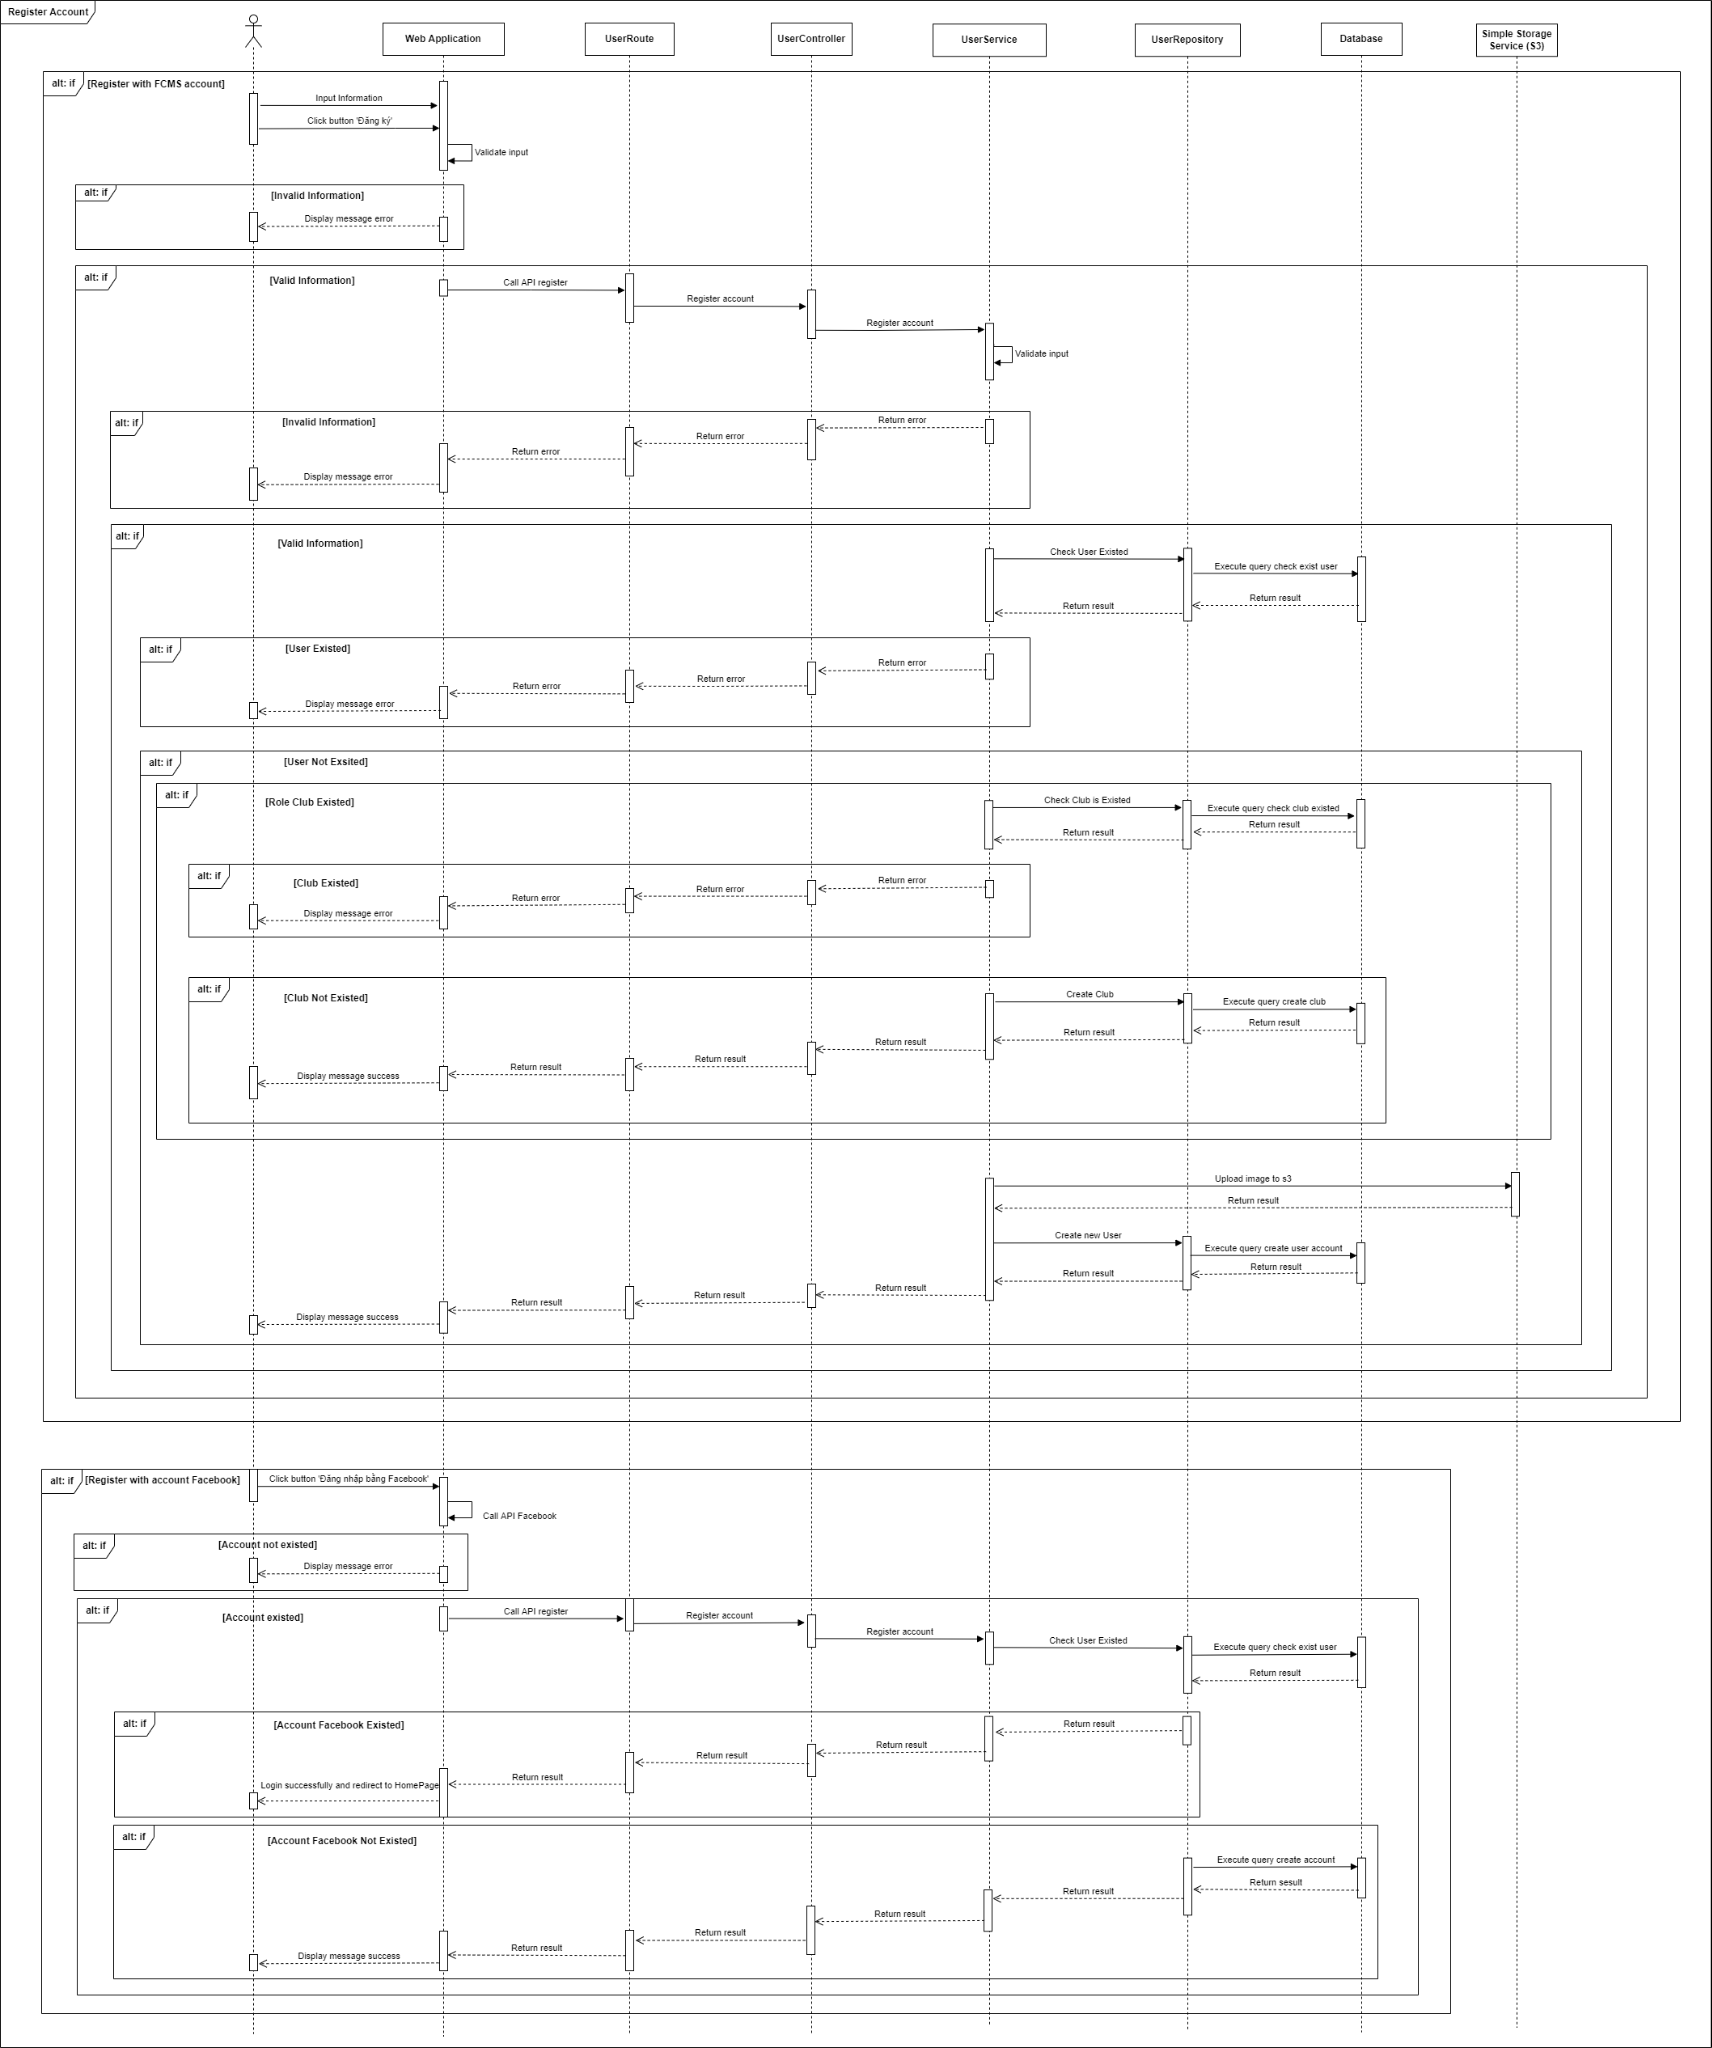 Register Account
Web Application
UserRoute
UserController
UserService
UserRepository
Database
Simple Storage
Service (S3)
alt: if
[Register with FCMS account]
Input Information
Click button 'Đăng ký'
Validate input
alt: if
[Invalid Information]
Display message error
alt: if
[Valid Information]
Call API register
Register account
Register account
Validate input
alt: if
[Invalid Information]
Return error
Return error
Return error
Display message error
alt: if
[Valid Information]
Check User Existed
Execute query check exist user
Return result
Return result
alt: if
[User Existed]
Return error
Return error
Return error
Display message error
alt: if
[User Not Exsited]
alt: if
[Role Club Existed]
Check Club is Existed
Execute query check club existed
Return result
Return result
alt: if
[Club Existed]
Return error
Return error
Return error
Display message error
alt: if
[Club Not Existed]
Create Club
Execute query create club
Return result
Return result
Return result
Return result
Return result
Display message success
Upload image to s3
Return result
Create new User
Execute query create user account
Return result
Return result
Return result
Return result
Return result
Display message success
alt: if
[Register with account Facebook]
Click button 'Đăng nhập bằng Facebook'
Call API Facebook
alt: if
[Account not existed]
Display message error
alt: if
[Account existed]
Call API register
Register account
Register account
Check User Existed
Execute query check exist user
Return result
alt: if
[Account Facebook Existed]
Return result
Return result
Return result
Return result
Login successfully and redirect to HomePage
alt: if
[Account Facebook Not Existed]
Execute query create account
Return sesult
Return result
Return result
Return result
Return result
Display message success